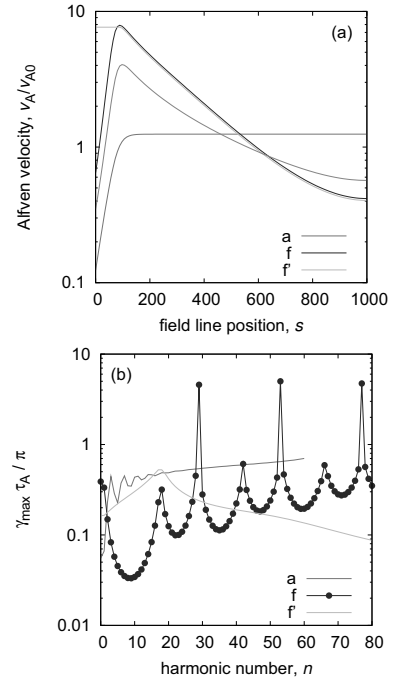 (a)
10
1
0.1
Alfven velocity, vA/vA0
a
f
f'
0 200 400 600 800 1000
field line position, s
(b)
10
1
0.1
0.01
γmax τA / π
a
f
f'
0 10 20 30 40 50 60 70 80
harmonic number, n